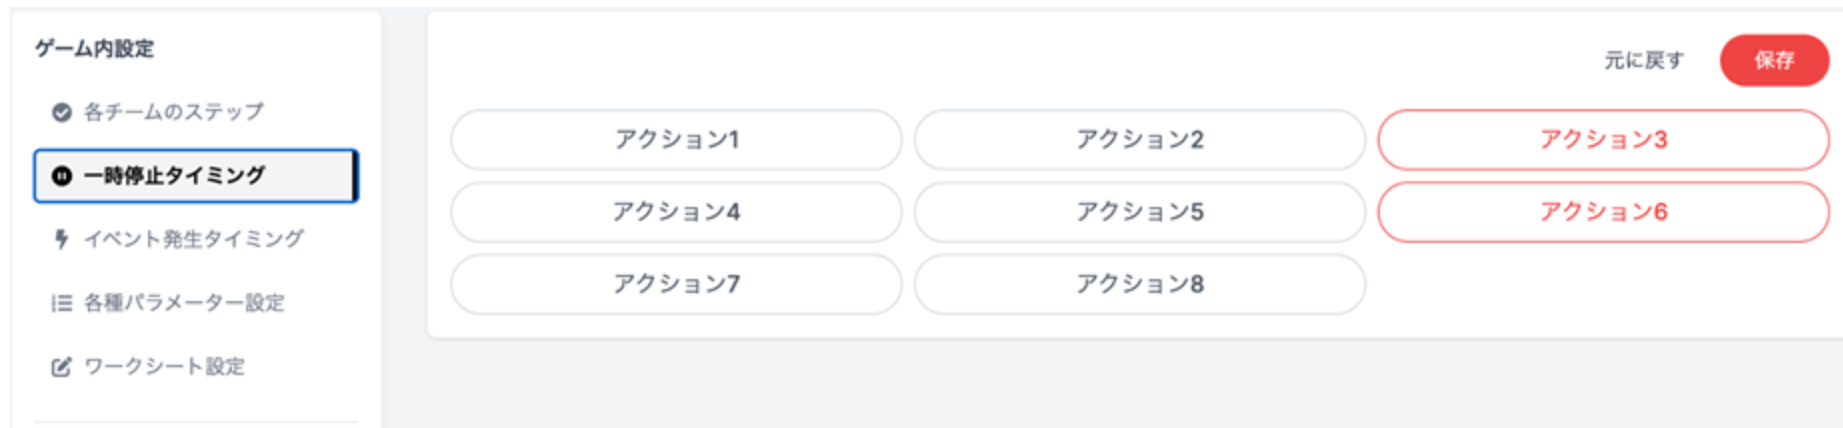 ゲーム内設定
各チームのステップ
一時停止タイミング
イベント発生タイミング
各種パラメーター設定
ワークシート設定
元に戻す 保存
アクション1 アクション2 アクション3
アクション4 アクション5 アクション6
アクション7 アクション8